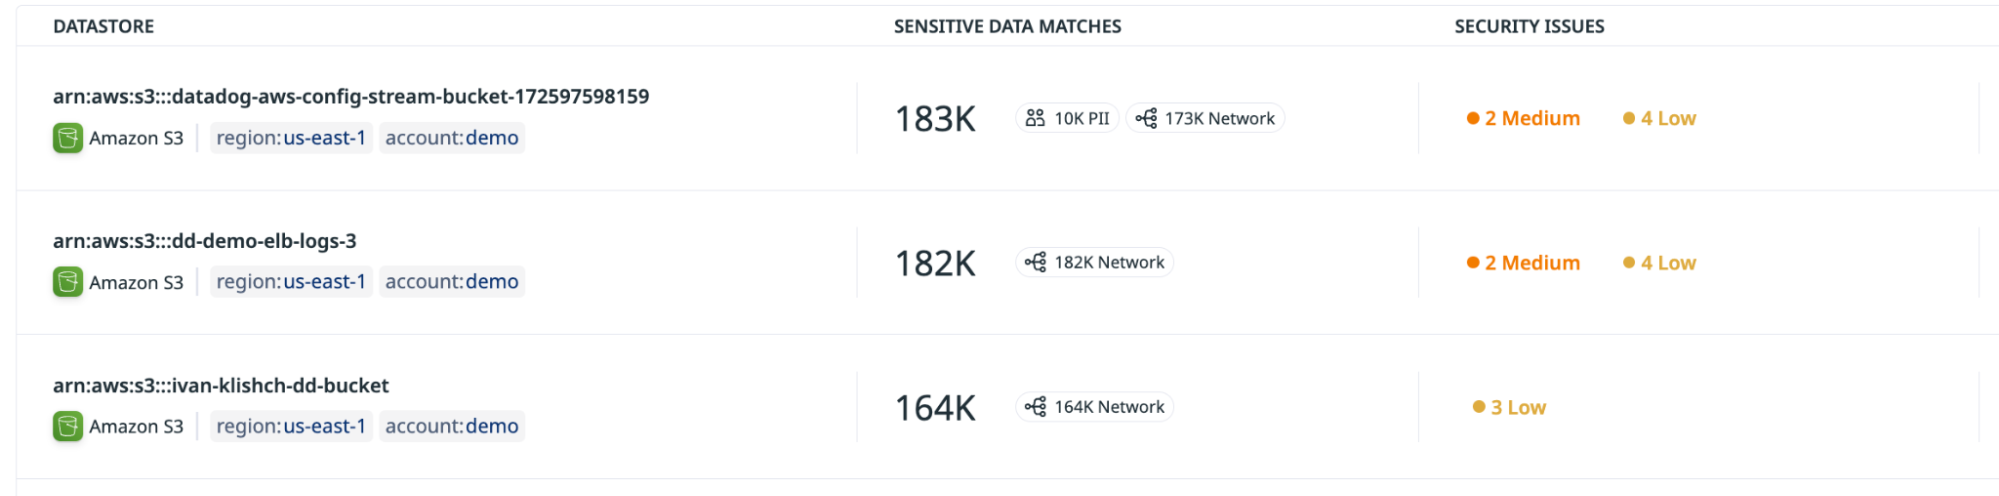 DATASTORE SENSITIVE DATA MATCHES SECURITY ISSUES
arn:aws:s3:::datadog-aws-config-stream-bucket-172597598159
183K 10K PII 173K Network 2 Medium 4 Low
Amazon S3 region:us-east-1 account:demo
arn:aws:s3:::dd-demo-elb-logs-3
182K 182K Network 2 Medium 4 Low
Amazon S3 region:us-east-1 account:demo
arn:aws:s3:::ivan-klishch-dd-bucket
164K 164K Network 3 Low
Amazon S3 region:us-east-1 account:demo